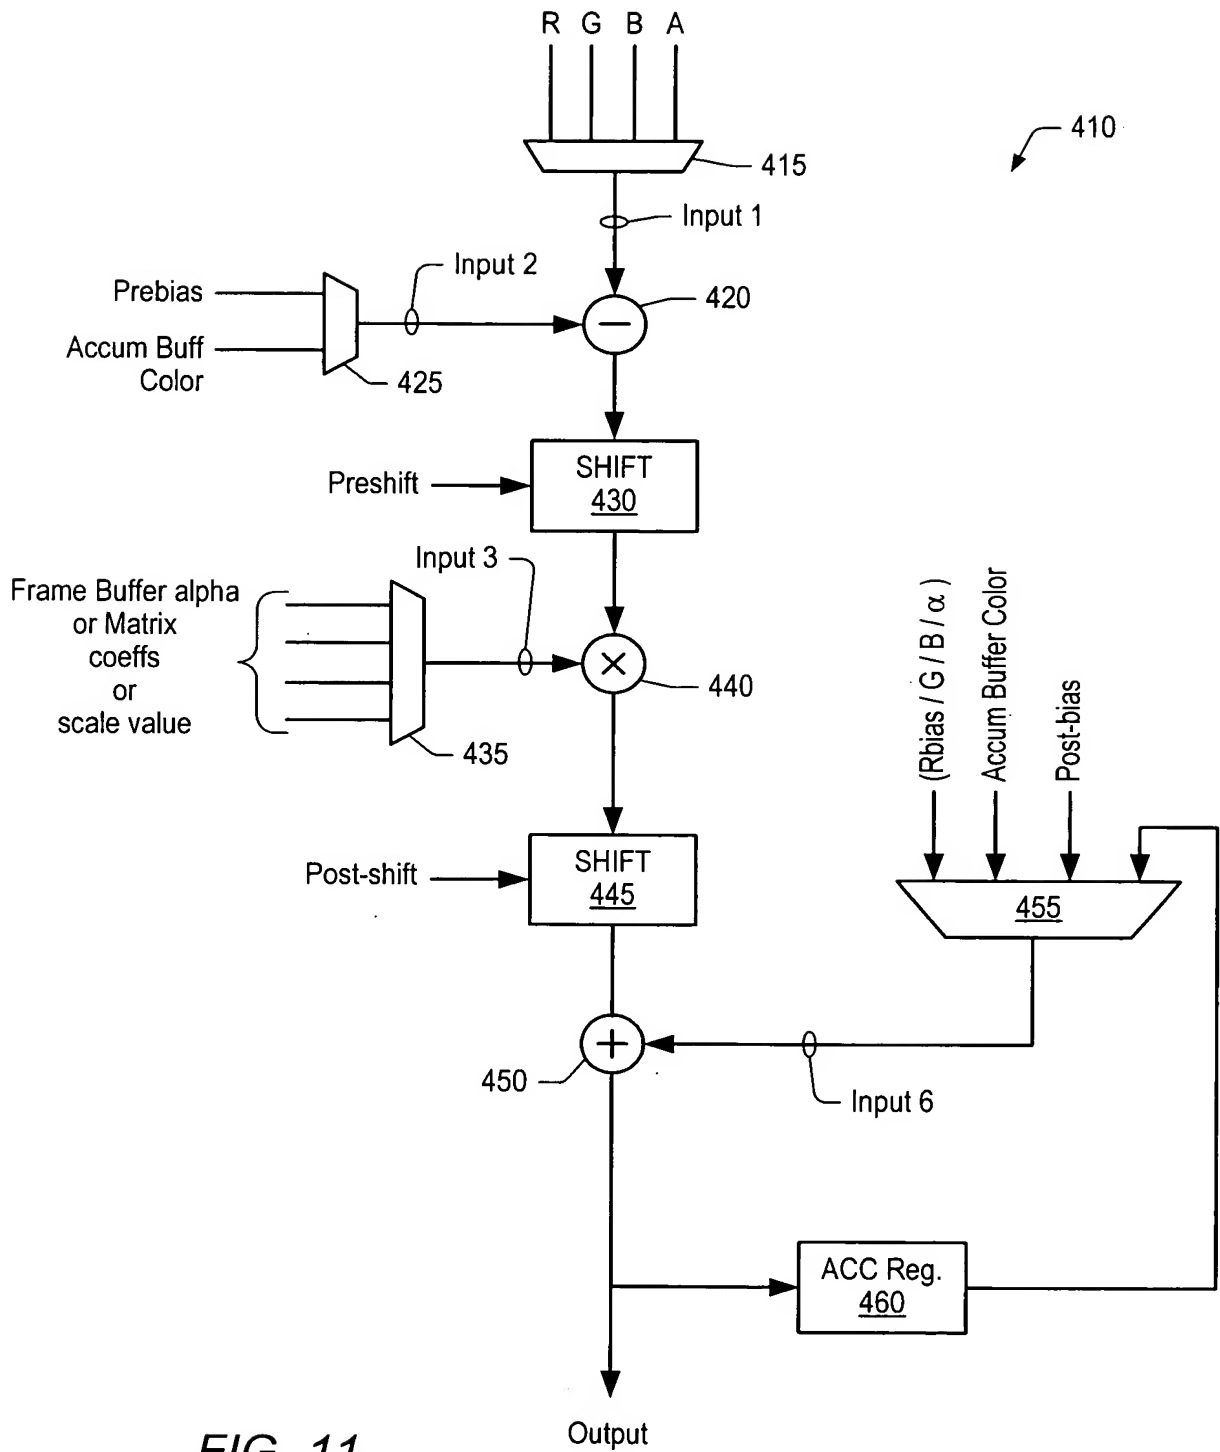 R G B A
410
415
Input 1
Input 2
Prebias
420
Accum Buff
Color
425
SHIFT
430
Preshift
Input 3
Frame Buffer alpha
or Matrix
coeffs
or
scale value
440
435
(Rbias / G / B / α )
Accum Buffer Color
Post-bias
SHIFT
445
Post-shift
455
+
450
Input 6
ACC Reg.
460
Output
FIG. 11